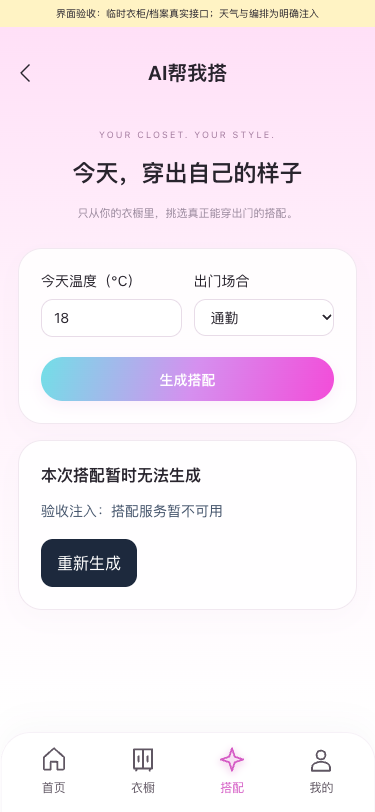 界面验收：临时衣柜/档案真实接口；天气与编排为明确注入
AI帮我搭
YOUR CLOSET. YOUR STYLE.
今天，穿出自己的样子
只从你的衣橱里，挑选真正能穿出门的搭配。
今天温度（°C） 出门场合
18 通勤
生成搭配
本次搭配暂时无法生成
验收注入：搭配服务暂不可用
重新生成
首页 衣橱 搭配 我的